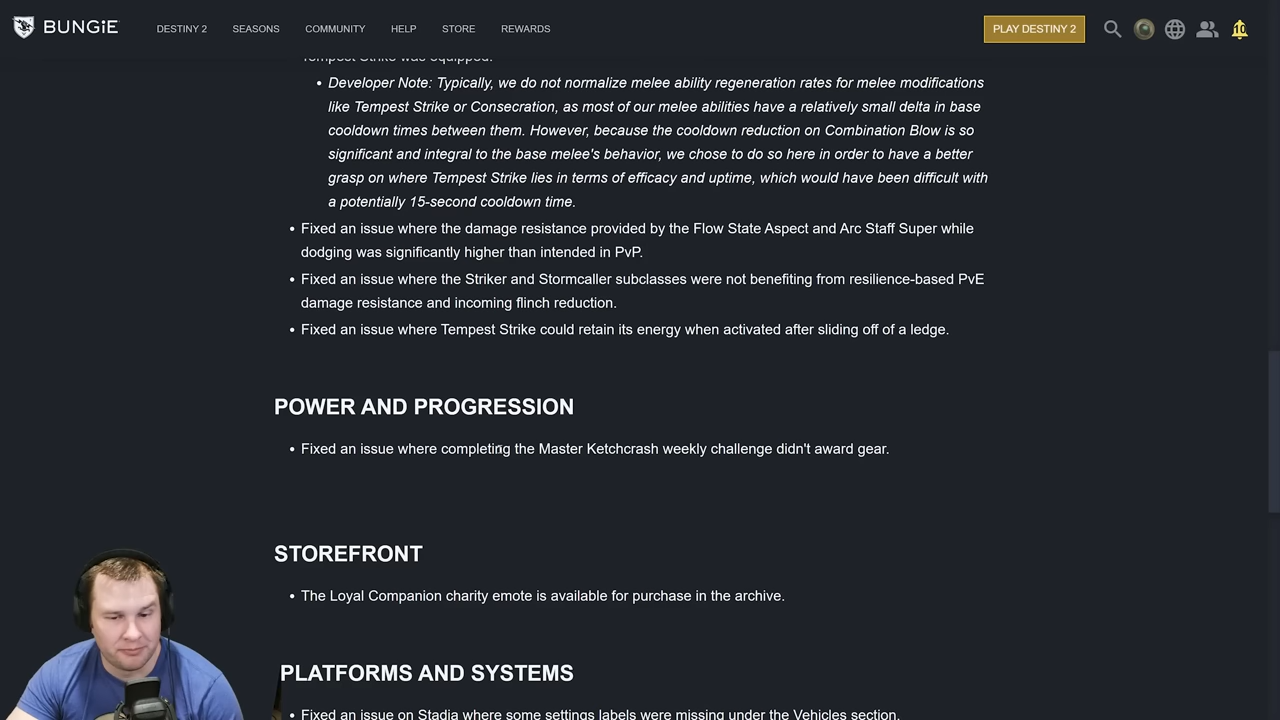 BUNGiE
DESTINY 2 SEASONS COMMUNITY HELP STORE REWARDS PLAY DESTINY 2 10
Tempest Strike was equipped.
• Developer Note: Typically, we do not normalize melee ability regeneration rates for melee modifications
like Tempest Strike or Consecration, as most of our melee abilities have a relatively small delta in base
cooldown times between them. However, because the cooldown reduction on Combination Blow is so
significant and integral to the base melee's behavior, we chose to do so here in order to have a better
grasp on where Tempest Strike lies in terms of efficacy and uptime, which would have been difficult with
a potentially 15-second cooldown time.
• Fixed an issue where the damage resistance provided by the Flow State Aspect and Arc Staff Super while
dodging was significantly higher than intended in PvP.
• Fixed an issue where the Striker and Stormcaller subclasses were not benefiting from resilience-based PvE
damage resistance and incoming flinch reduction.
• Fixed an issue where Tempest Strike could retain its energy when activated after sliding off of a ledge.
POWER AND PROGRESSION
• Fixed an issue where completing the Master Ketchcrash weekly challenge didn't award gear.
STOREFRONT
• The Loyal Companion charity emote is available for purchase in the archive.
PLATFORMS AND SYSTEMS
• Fixed an issue on Stadia where some settings labels were missing under the Vehicles section.